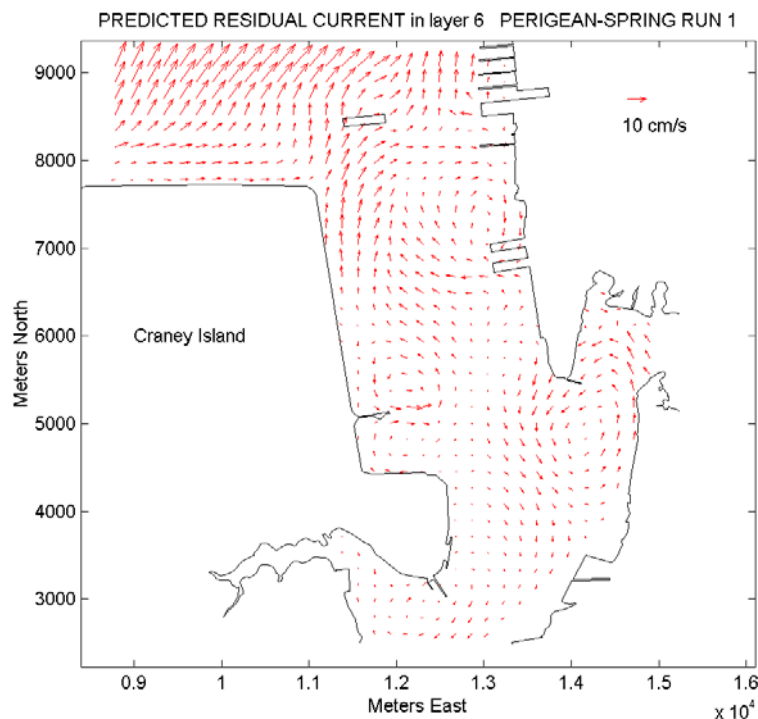 PREDICTED RESIDUAL CURRENT in layer 6 PERIGEAN-SPRING RUN 1
9000
8000
7000
6000
5000
4000
3000
Meters North
10 cm/s
Craney Island
0.9 1 1.1 1.2 1.3 1.4 1.5 1.6
Meters East
x 10^4